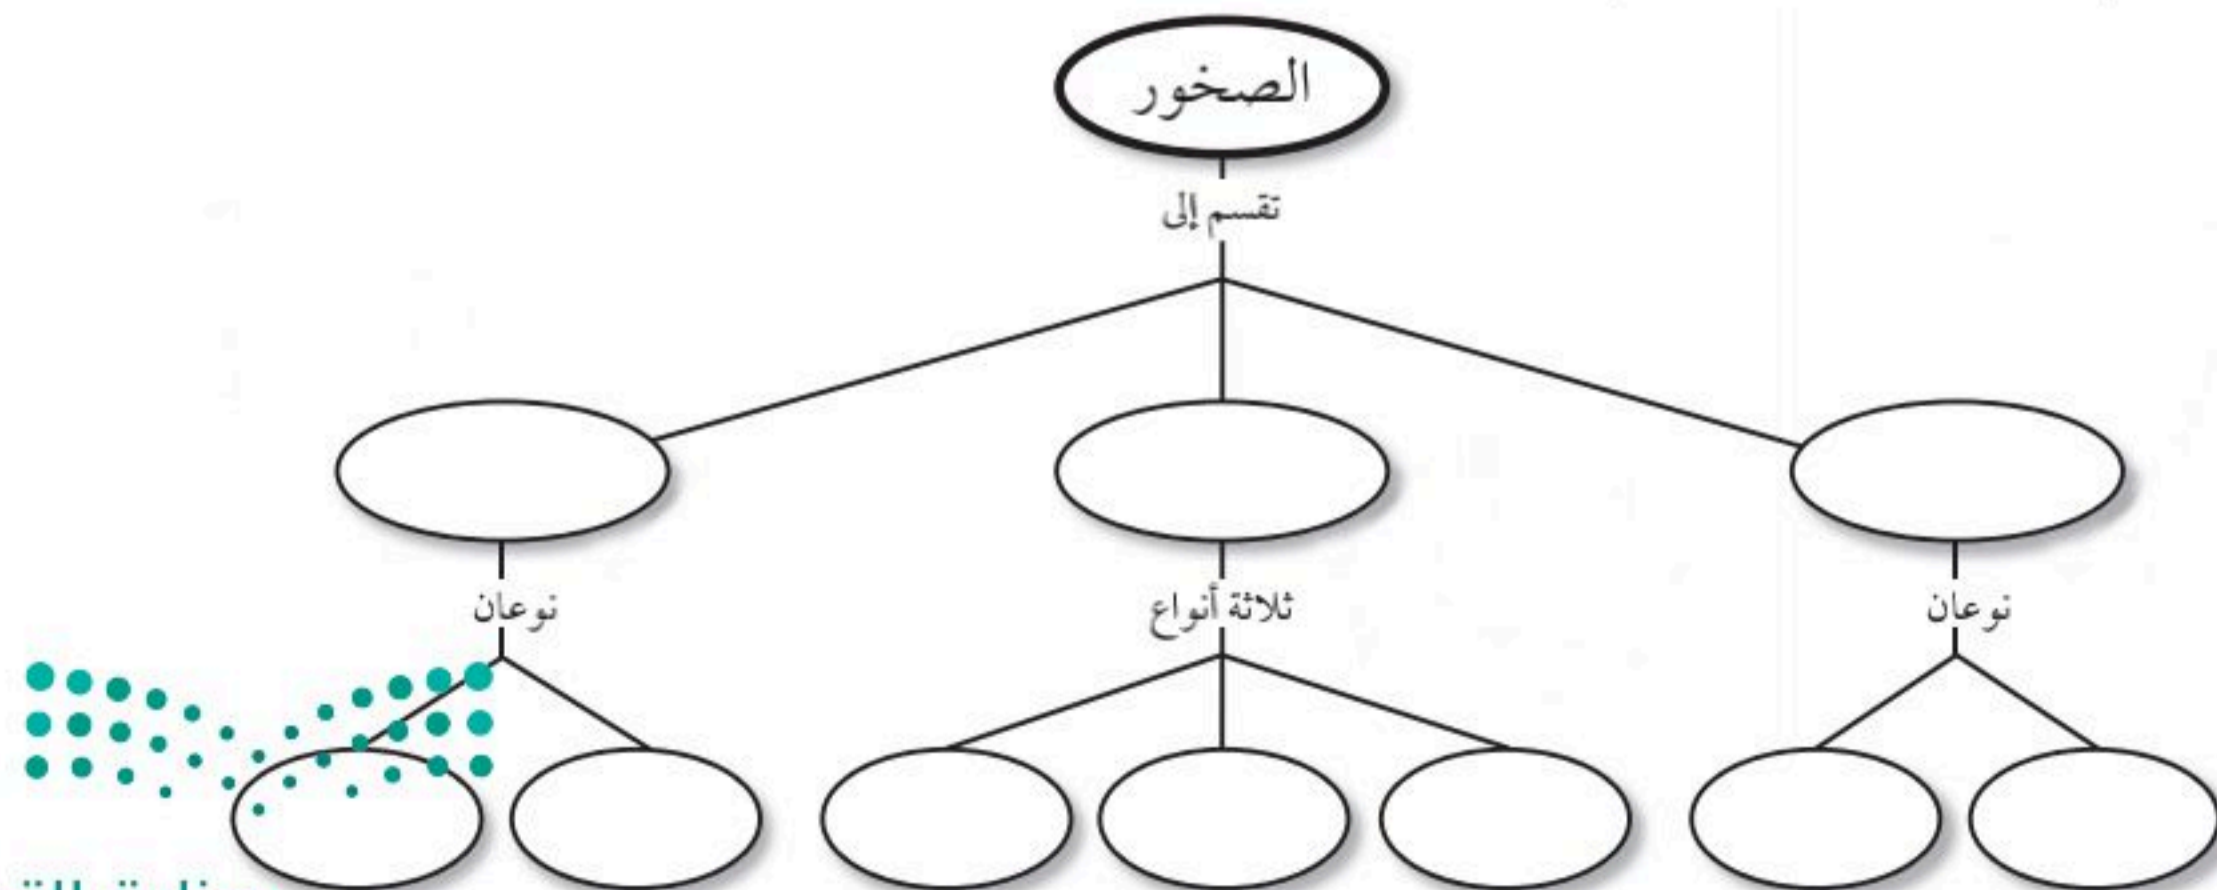 الصخور
تقسم إلى
نوعان
ثلاثة أنواع
نوعان